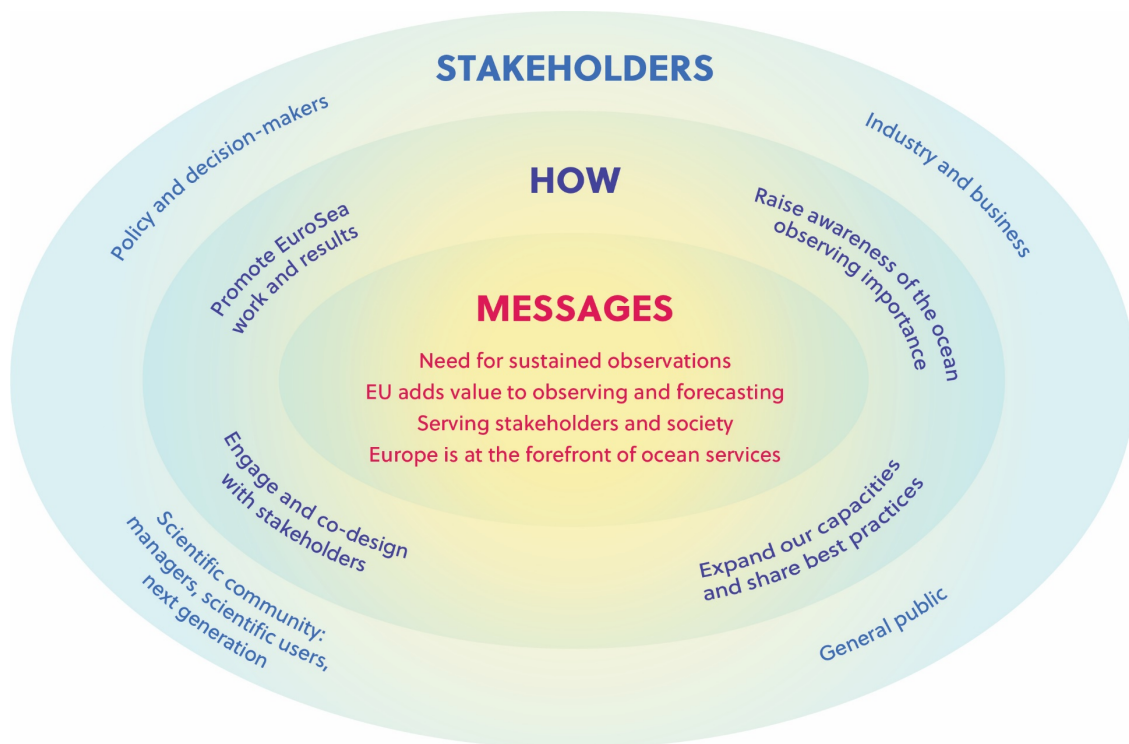 STAKEHOLDERS
Policy and decision-makers
Industry and business
HOW
Promote EuroSea
work and results
Raise awareness of the ocean
observing importance
MESSAGES
Need for sustained observations
EU adds value to observing and forecasting
Serving stakeholders and society
Europe is at the forefront of ocean services
Engage and co-design
with stakeholders
Expand our capacities
and share best practices
Scientific community:
managers, scientific users,
next generation
General public